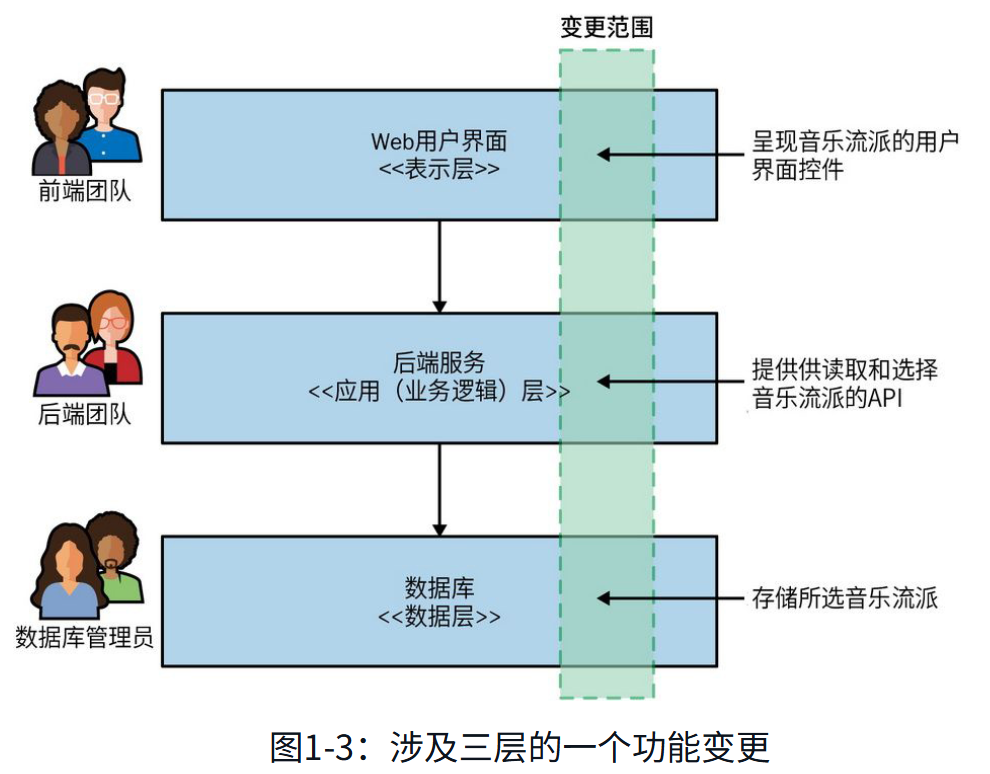 变更范围
Web用户界面
<<表示层>>
呈现音乐流派的用户
界面控件
前端团队
后端服务
<<应用（业务逻辑）层>>
提供供读取和选择
音乐流派的API
后端团队
数据库
<<数据层>>
存储所选音乐流派
数据库管理员
图1-3：涉及三层的一个功能变更